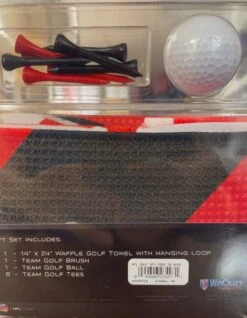 FT SET INCLUDES:
1 - 14" X 24" WAFFLE GOLF TOWEL WITH HANGING LOOP
1 - TEAM GOLF BRUSH
1 - TEAM GOLF BALL
8 - TEAM GOLF TEES
WINCRAFT